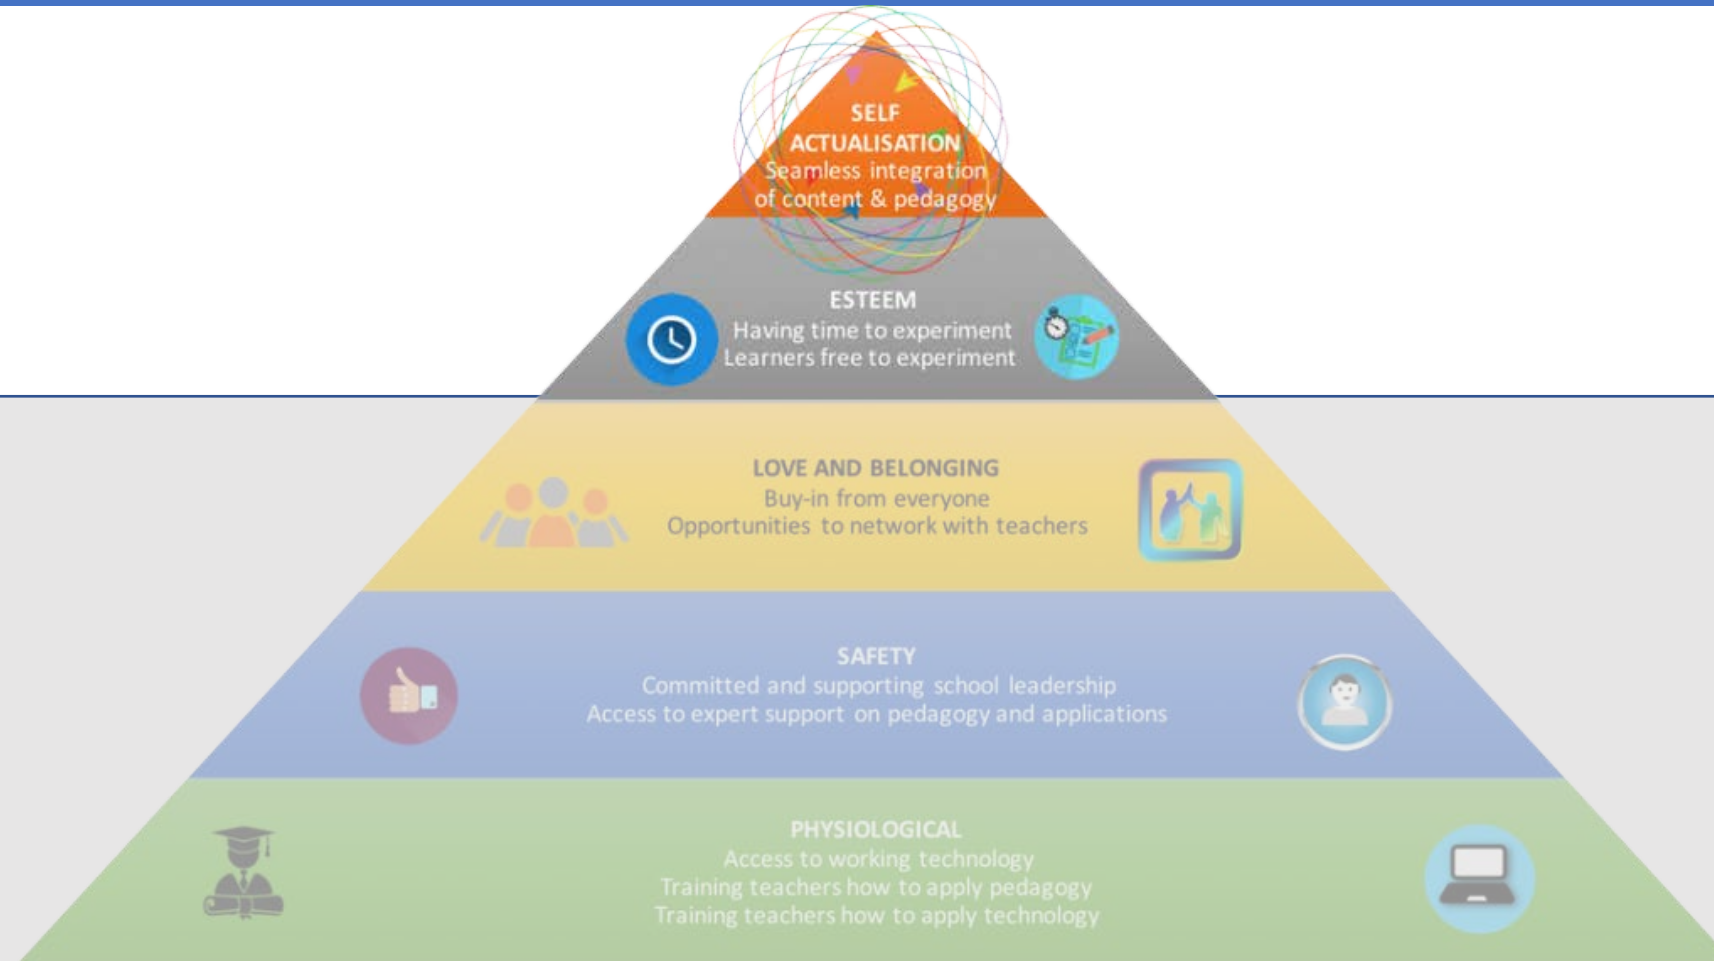 SELF
ACTUALISATION
Seamless integration
of content & pedagogy
ESTEEM
Having time to experiment
Learners free to experiment
LOVE AND BELONGING
Buy-in from everyone
Opportunities to network with teachers
SAFETY
Committed and supporting school leadership
Access to expert support on pedagogy and applications
PHYSIOLOGICAL
Access to working technology
Training teachers how to apply pedagogy
Training teachers how to apply technology